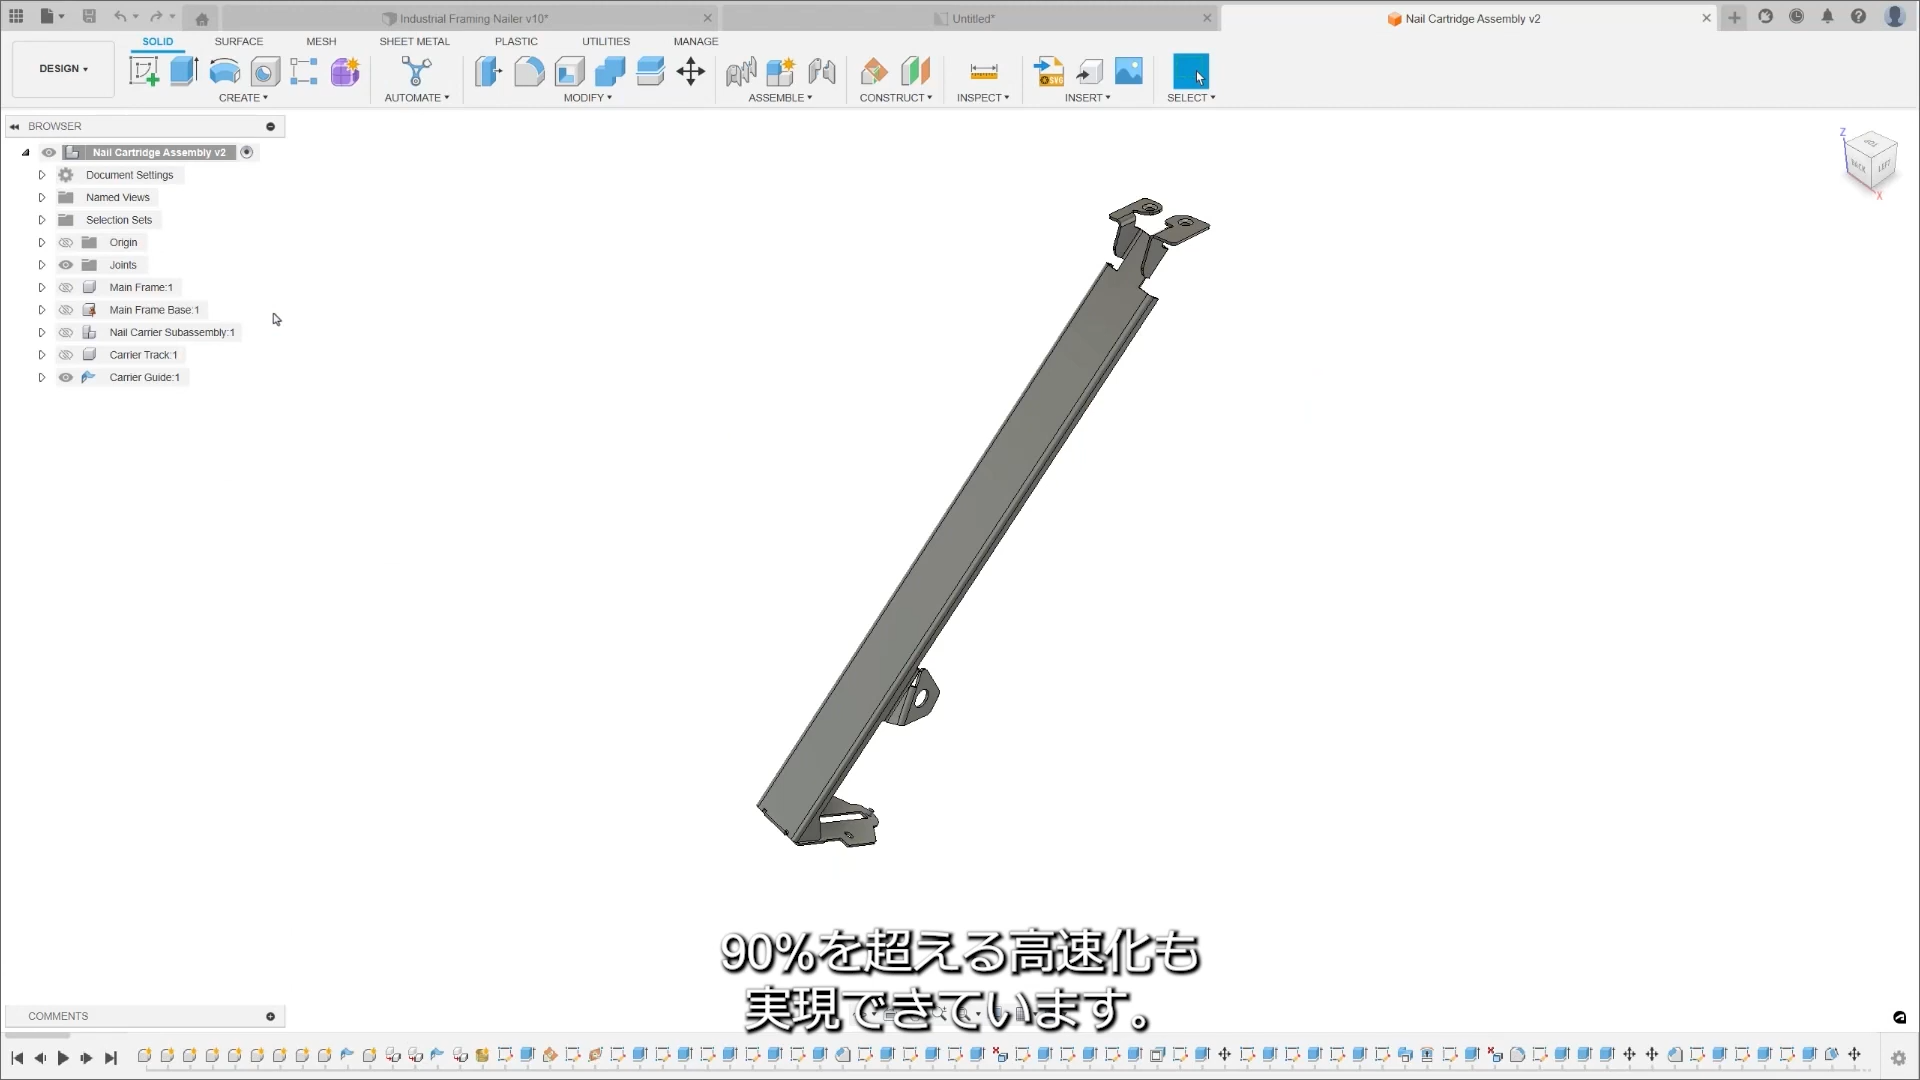 Industrial Framing Nailer v10*
Untitled*
Nail Cartridge Assembly v2
SOLID
SURFACE
MESH
SHEET METAL
PLASTIC
UTILITIES
MANAGE
DESIGN
CREATE
AUTOMATE
MODIFY
ASSEMBLE
CONSTRUCT
INSPECT
INSERT
SELECT
SVG
BROWSER
Nail Cartridge Assembly v2
Document Settings
Named Views
Selection Sets
Origin
Joints
Main Frame:1
Main Frame Base:1
Nail Carrier Subassembly:1
Carrier Track:1
Carrier Guide:1
Z
BACK
LEFT
X
90%を超える高速化も
実現できています。
COMMENTS